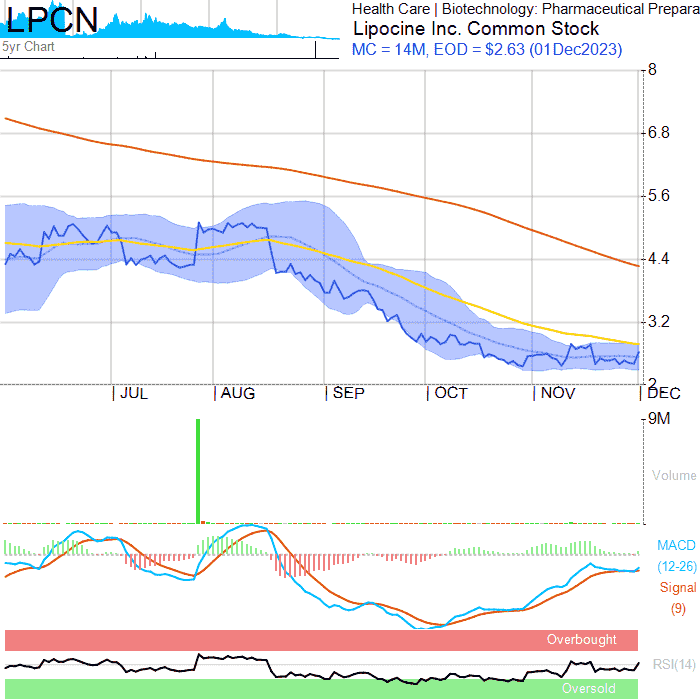 LPCN
Health Care | Biotechnology: Pharmaceutical Prepara
5yr Chart
Lipocine Inc. Common Stock
MC = 14M, EOD = $2.63 (01Dec2023)
8
6.8
5.6
4.4
3.2
2
| JUL | AUG | SEP | OCT | NOV | DEC
9M
Volume
MACD
(12-26)
Signal
(9)
Overbought
RSI(14)
Oversold